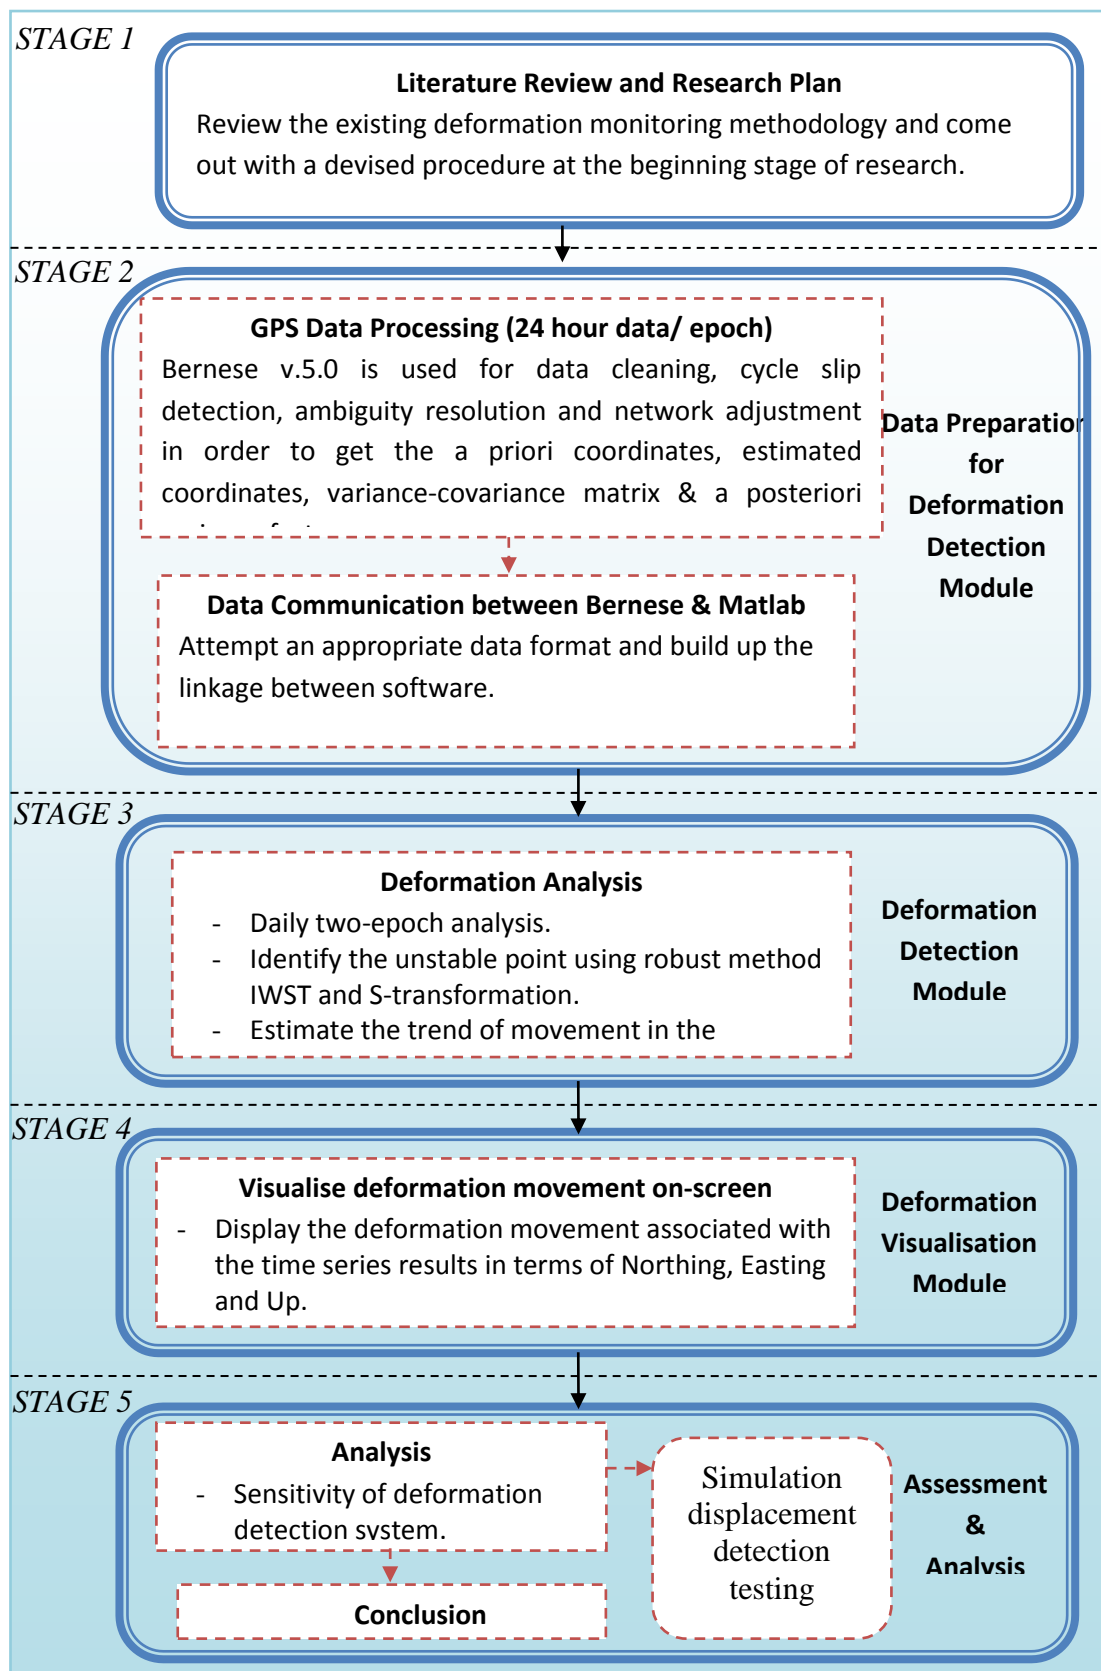 STAGE 1
Literature Review and Research Plan
Review the existing deformation monitoring methodology and come
out with a devised procedure at the beginning stage of research.
STAGE 2
GPS Data Processing (24 hour data/ epoch)
Bernese v.5.0 is used for data cleaning, cycle slip
detection, ambiguity resolution and network adjustment
in order to get the a priori coordinates, estimated
coordinates, variance-covariance matrix & a posteriori
Data Communication between Bernese & Matlab
Attempt an appropriate data format and build up the
linkage between software.
Data Preparation
for
Deformation
Detection
Module
STAGE 3
Deformation Analysis
- Daily two-epoch analysis.
- Identify the unstable point using robust method
IWST and S-transformation.
- Estimate the trend of movement in the
Deformation
Detection
Module
STAGE 4
Visualise deformation movement on-screen
- Display the deformation movement associated with
the time series results in terms of Northing, Easting
and Up.
Deformation
Visualisation
Module
STAGE 5
Analysis
- Sensitivity of deformation
detection system.
Conclusion
Simulation
displacement
detection
testing
Assessment
&
Analysis